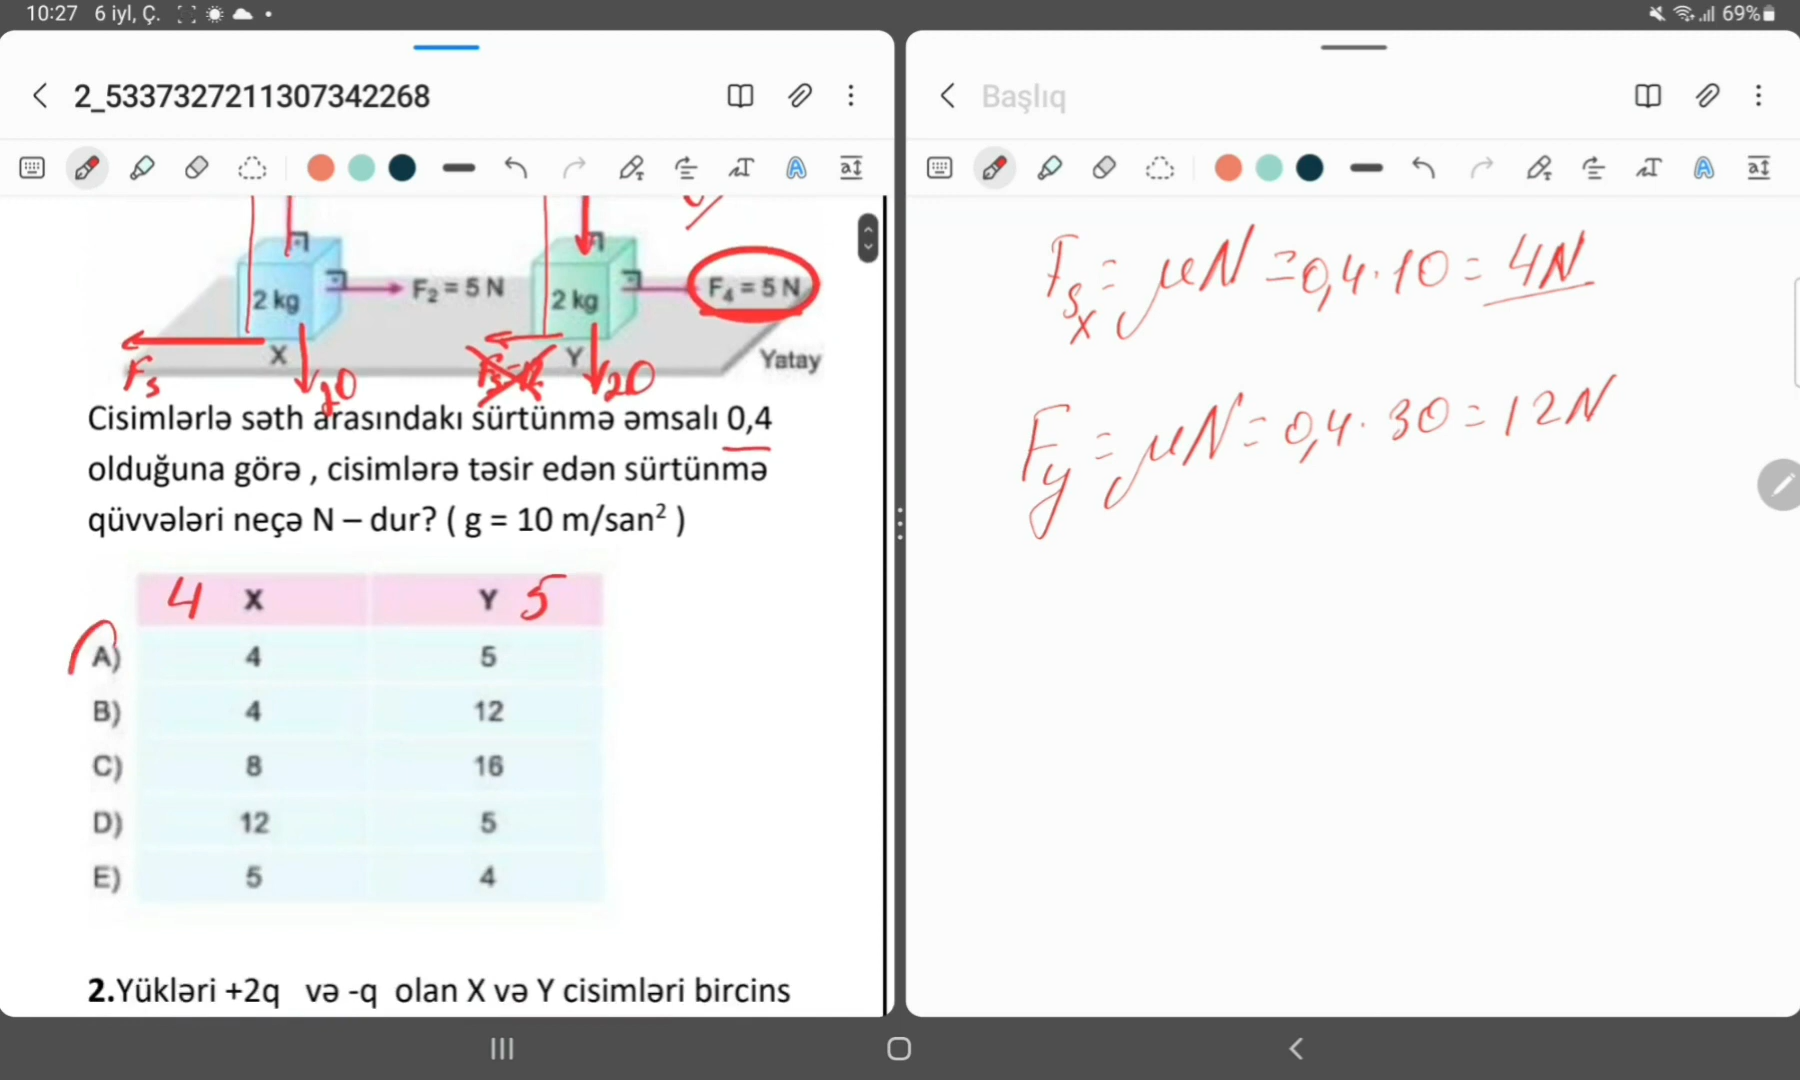 10:27 6 iyl, Ç. 69%
2_5337327211307342268
2 kg F₂ = 5 N 2 kg F₄ = 5 N
X Y Yatay
Fs 20 20
Cisimlərlə səth arasındakı sürtünmə əmsalı 0,4
olduğuna görə , cisimlərə təsir edən sürtünmə
qüvvələri neçə N – dur? ( g = 10 m/san² )
4 X Y 5
A) 4 5
B) 4 12
C) 8 16
D) 12 5
E) 5 4
2.Yükləri +2q və -q olan X və Y cisimləri bircins
Başlıq
Fsx = μN = 0,4 · 10 = 4N
Fy = μN = 0,4 · 30 = 12N